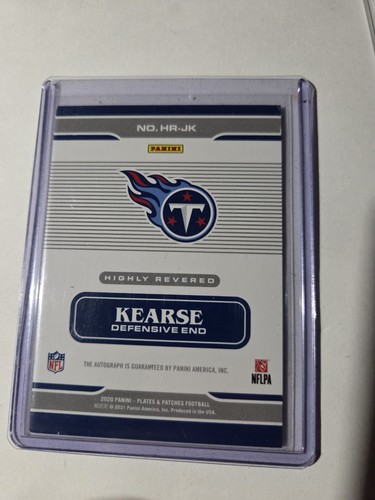 NO. HR-JK
PANINI
T
HIGHLY REVERED
KEARSE
DEFENSIVE END
THE AUTOGRAPH IS GUARANTEED BY PANINI AMERICA, INC.
NFL
NFLPA
2020 PANINI - PLATES & PATCHES FOOTBALL
© 2021 Panini America, Inc. Produced in the USA.